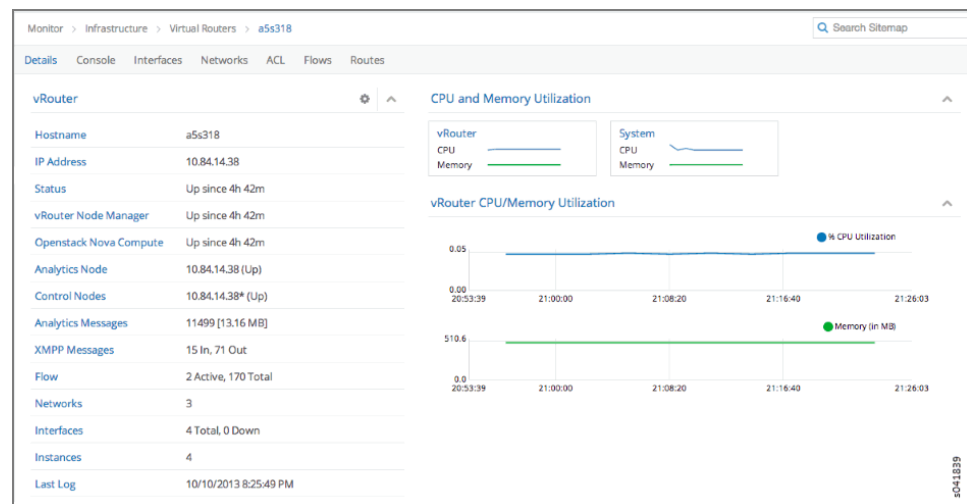 Monitor > Infrastructure > Virtual Routers > a5s318
Search Sitemap
Details Console Interfaces Networks ACL Flows Routes
vRouter
Hostname a5s318
IP Address 10.84.14.38
Status Up since 4h 42m
vRouter Node Manager Up since 4h 42m
Openstack Nova Compute Up since 4h 42m
Analytics Node 10.84.14.38 (Up)
Control Nodes 10.84.14.38* (Up)
Analytics Messages 11499 [13.16 MB]
XMPP Messages 15 In, 71 Out
Flow 2 Active, 170 Total
Networks 3
Interfaces 4 Total, 0 Down
Instances 4
Last Log 10/10/2013 8:25:49 PM
CPU and Memory Utilization
vRouter
CPU
Memory
System
CPU
Memory
vRouter CPU/Memory Utilization
% CPU Utilization
0.05
0.00
20:53:39 21:00:00 21:08:20 21:16:40 21:26:03
Memory (in MB)
510.6
0.0
20:53:39 21:00:00 21:08:20 21:16:40 21:26:03
s041839